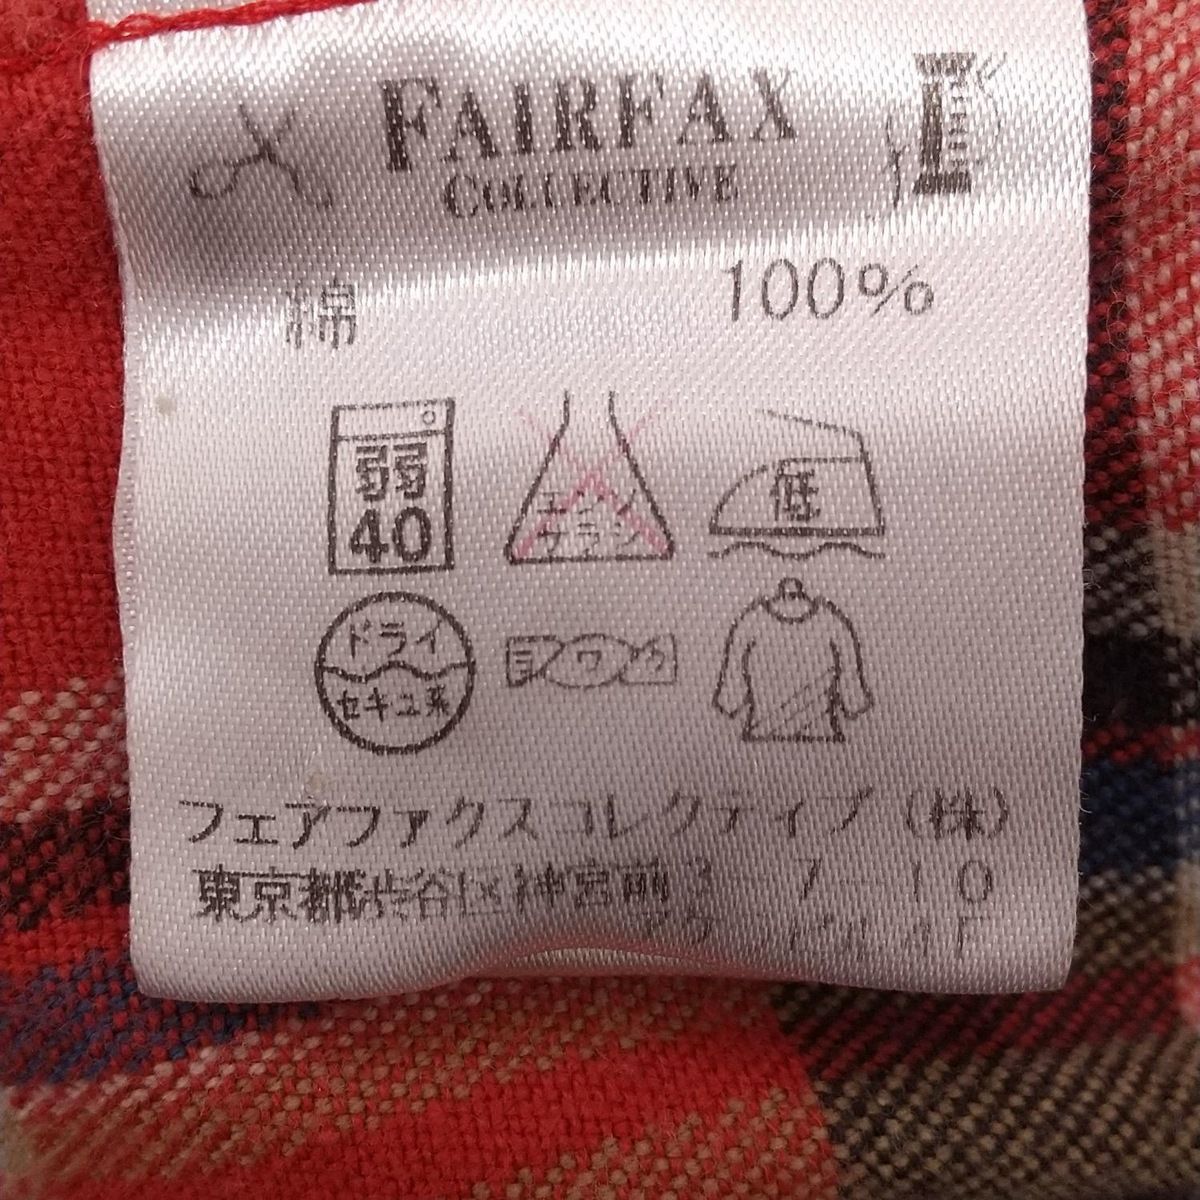 FAIRFAX
COLLECTIVE
綿 100%
弱
40
エンソ
サラシ
低
ドライ
セキユ系
ヨワク
フェアファクスコレクティブ(株)
東京都渋谷区神宮前3-7-10